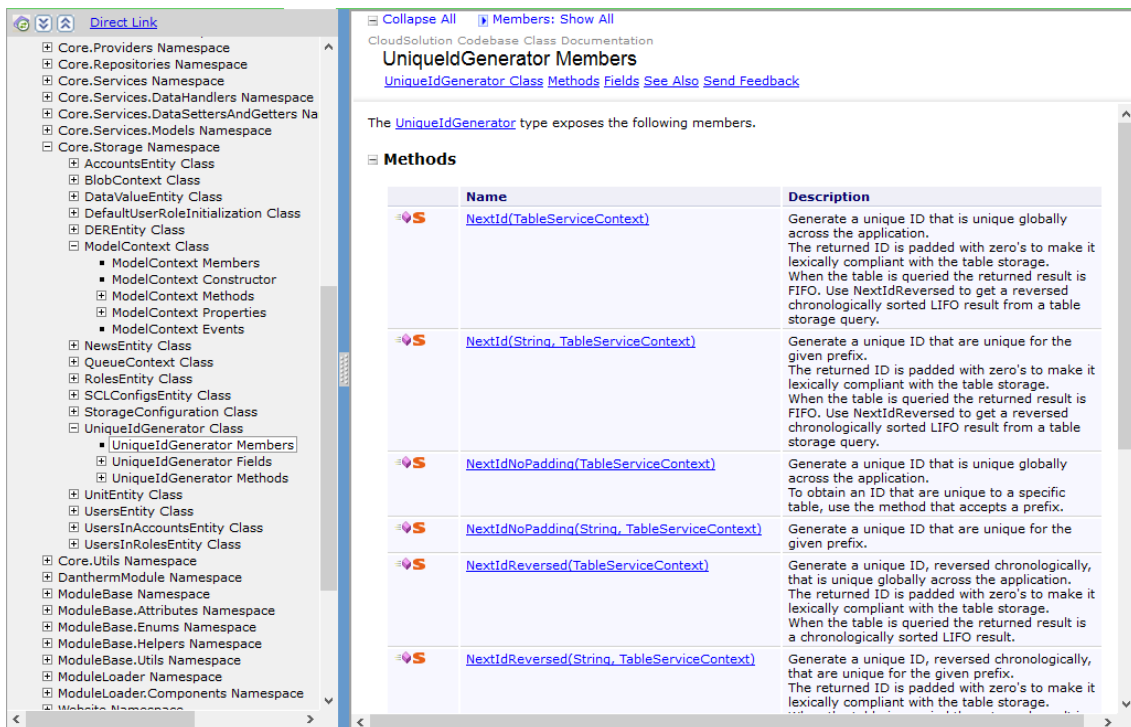 Direct Link
Core.Providers Namespace
Core.Repositories Namespace
Core.Services Namespace
Core.Services.DataHandlers Namespace
Core.Services.DataSettersAndGetters Na
Core.Services.Models Namespace
Core.Storage Namespace
AccountsEntity Class
BlobContext Class
DataValueEntity Class
DefaultUserRoleInitialization Class
DEREntity Class
ModelContext Class
ModelContext Members
ModelContext Constructor
ModelContext Methods
ModelContext Properties
ModelContext Events
NewsEntity Class
QueueContext Class
RolesEntity Class
SCLConfigsEntity Class
StorageConfiguration Class
UniqueIdGenerator Class
UniqueIdGenerator Members
UniqueIdGenerator Fields
UniqueIdGenerator Methods
UnitEntity Class
UsersEntity Class
UsersInAccountsEntity Class
UsersInRolesEntity Class
Core.Utils Namespace
DanthermModule Namespace
ModuleBase Namespace
ModuleBase.Attributes Namespace
ModuleBase.Enums Namespace
ModuleBase.Helpers Namespace
ModuleBase.Utils Namespace
ModuleLoader Namespace
ModuleLoader.Components Namespace
Website Namespace
Collapse All Members: Show All
CloudSolution Codebase Class Documentation
UniqueIdGenerator Members
UniqueIdGenerator Class Methods Fields See Also Send Feedback
The UniqueIdGenerator type exposes the following members.
Methods
Name Description
NextId(TableServiceContext) Generate a unique ID that is unique globally
across the application.
The returned ID is padded with zero's to make it
lexically compliant with the table storage.
When the table is queried the returned result is
FIFO. Use NextIdReversed to get a reversed
chronologically sorted LIFO result from a table
storage query.
NextId(String, TableServiceContext) Generate a unique ID that are unique for the
given prefix.
The returned ID is padded with zero's to make it
lexically compliant with the table storage.
When the table is queried the returned result is
FIFO. Use NextIdReversed to get a reversed
chronologically sorted LIFO result from a table
storage query.
NextIdNoPadding(TableServiceContext) Generate a unique ID that is unique globally
across the application.
To obtain an ID that are unique to a specific
table, use the method that accepts a prefix.
NextIdNoPadding(String, TableServiceContext) Generate a unique ID that are unique for the
given prefix.
NextIdReversed(TableServiceContext) Generate a unique ID, reversed chronologically,
that is unique globally across the application.
The returned ID is padded with zero's to make it
lexically compliant with the table storage.
When the table is queried the returned result is
a chronologically sorted LIFO result.
NextIdReversed(String, TableServiceContext) Generate a unique ID, reversed chronologically,
that are unique for the given prefix.
The returned ID is padded with zero's to make it
lexically compliant with the table storage.